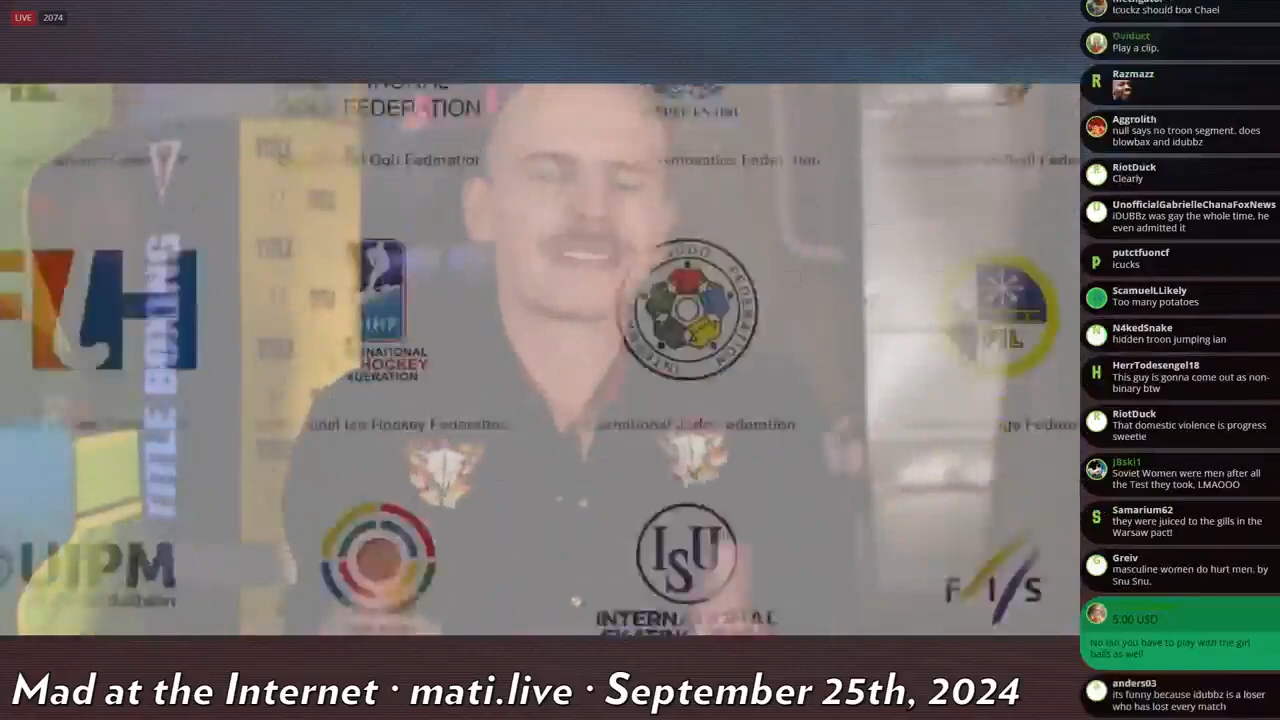 LIVE 2074
FEDERATION
TITLE BOXING
UIPM
ISU
FIS
Mad at the Internet · mati.live · September 25th, 2024
Icuckz should box Chael
Oviduct
Play a clip.
Razmazz
Aggrolith
null says no troon segment. does
blowbax and idubbz
RiotDuck
Clearly
UnofficialGabrielleChanaFoxNews
iDUBBz was gay the whole time, he
even admitted it
putctfuoncf
icucks
ScamuelLLikely
Too many potatoes
N4kedSnake
hidden troon jumping ian
HerrTodesengel18
This guy is gonna come out as non-
binary btw
RiotDuck
That domestic violence is progress
sweetie
JBski1
Soviet Women were men after all
the Test they took, LMAOOO
Samarium62
they were juiced to the gills in the
Warsaw pact!
Greiv
masculine women do hurt men. by
Snu Snu.
5.00 USD
No Ian you have to play with the girl
balls as well
anders03
its funny because idubbz is a loser
who has lost every match